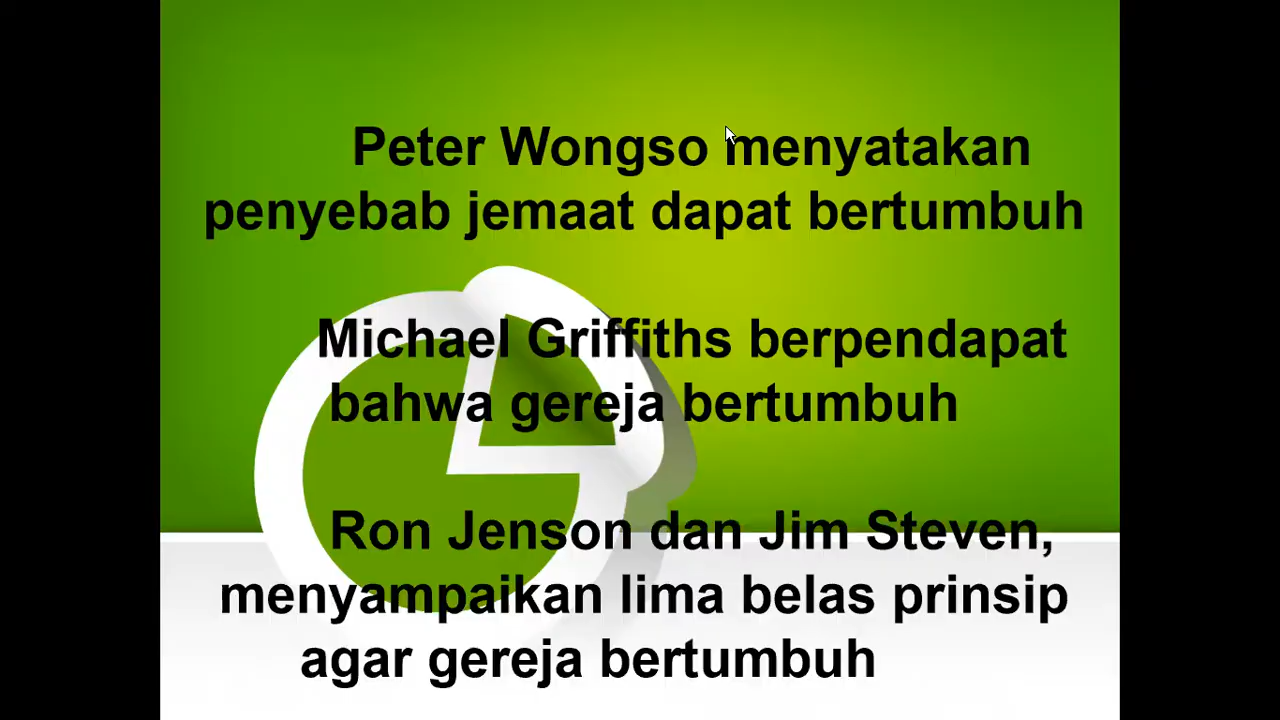 Peter Wongso menyatakan
penyebab jemaat dapat bertumbuh
Michael Griffiths berpendapat
bahwa gereja bertumbuh
Ron Jenson dan Jim Steven,
menyampaikan lima belas prinsip
agar gereja bertumbuh